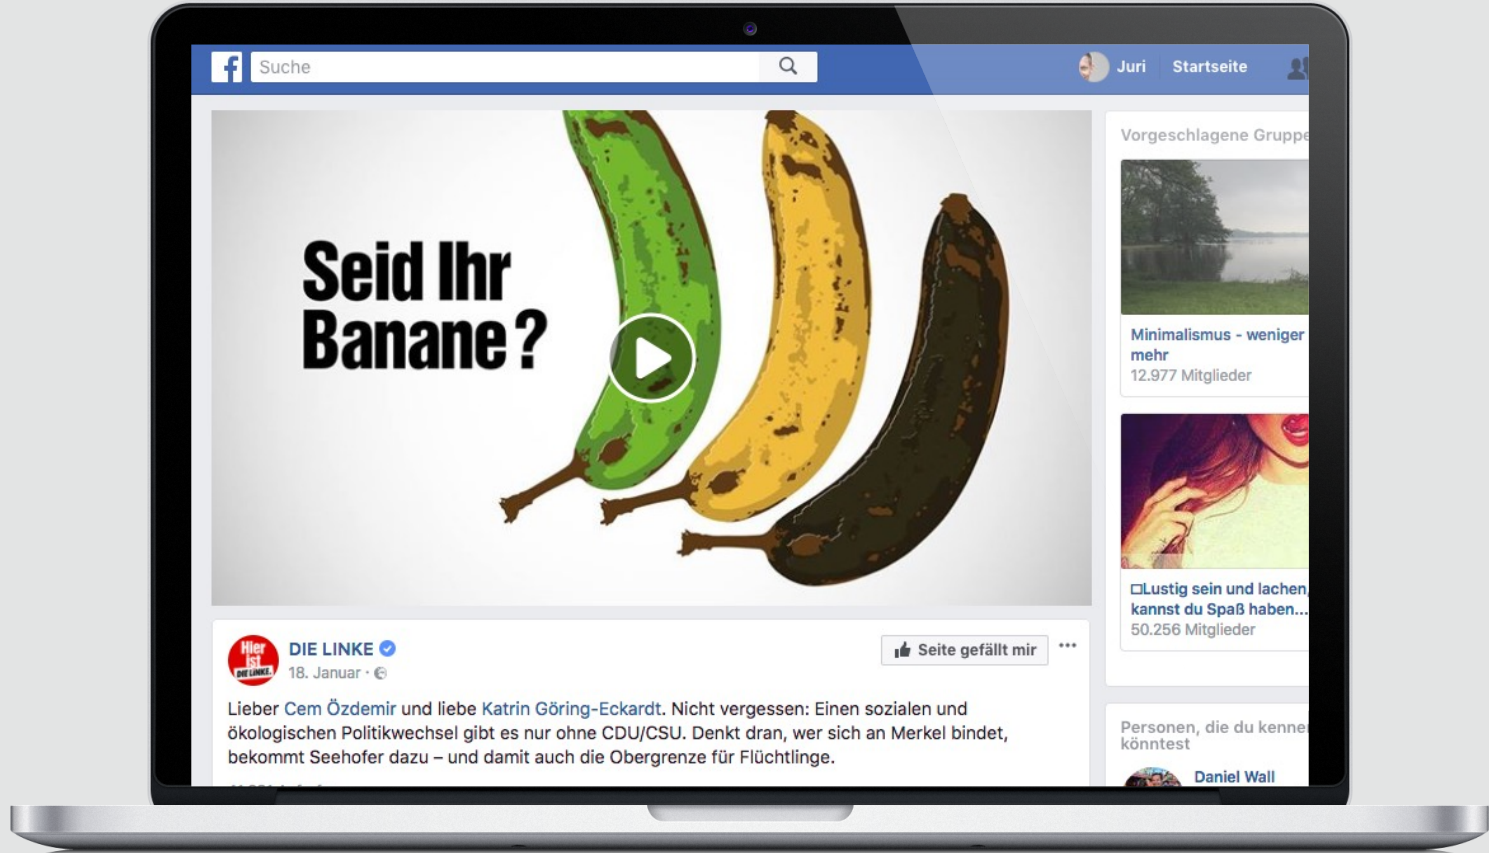 Suche
Juri
Startseite
Seid Ihr
Banane?
DIE LINKE
18. Januar ·
Seite gefällt mir
Hier
ist
DIE LINKE.
Lieber Cem Özdemir und liebe Katrin Göring-Eckardt. Nicht vergessen: Einen sozialen und
ökologischen Politikwechsel gibt es nur ohne CDU/CSU. Denkt dran, wer sich an Merkel bindet,
bekommt Seehofer dazu – und damit auch die Obergrenze für Flüchtlinge.
Vorgeschlagene Gruppe
Minimalismus - weniger
mehr
12.977 Mitglieder
Lustig sein und lachen,
kannst du Spaß haben...
50.256 Mitglieder
Personen, die du kenne
könntest
Daniel Wall